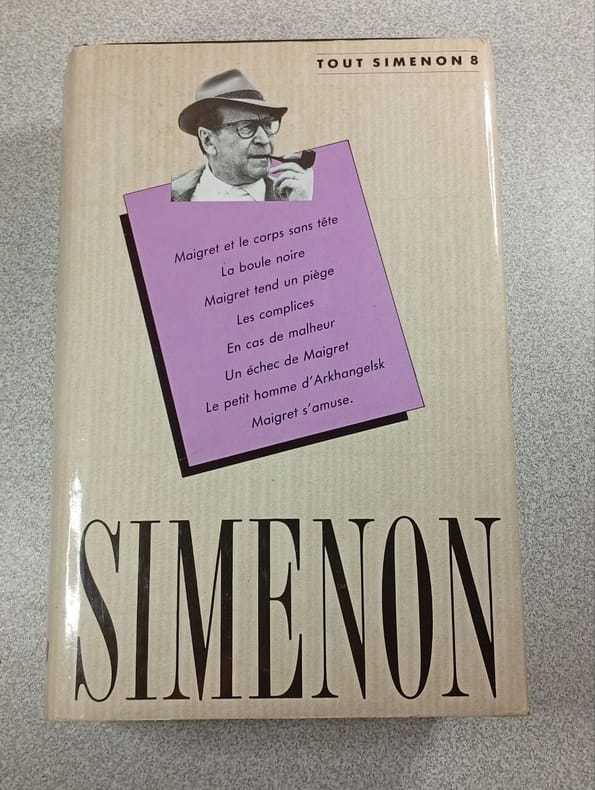 TOUT SIMENON 8
Maigret et le corps sans tête
La boule noire
Maigret tend un piège
Les complices
En cas de malheur
Un échec de Maigret
Le petit homme d'Arkhangelsk
Maigret s'amuse.
SIMENON